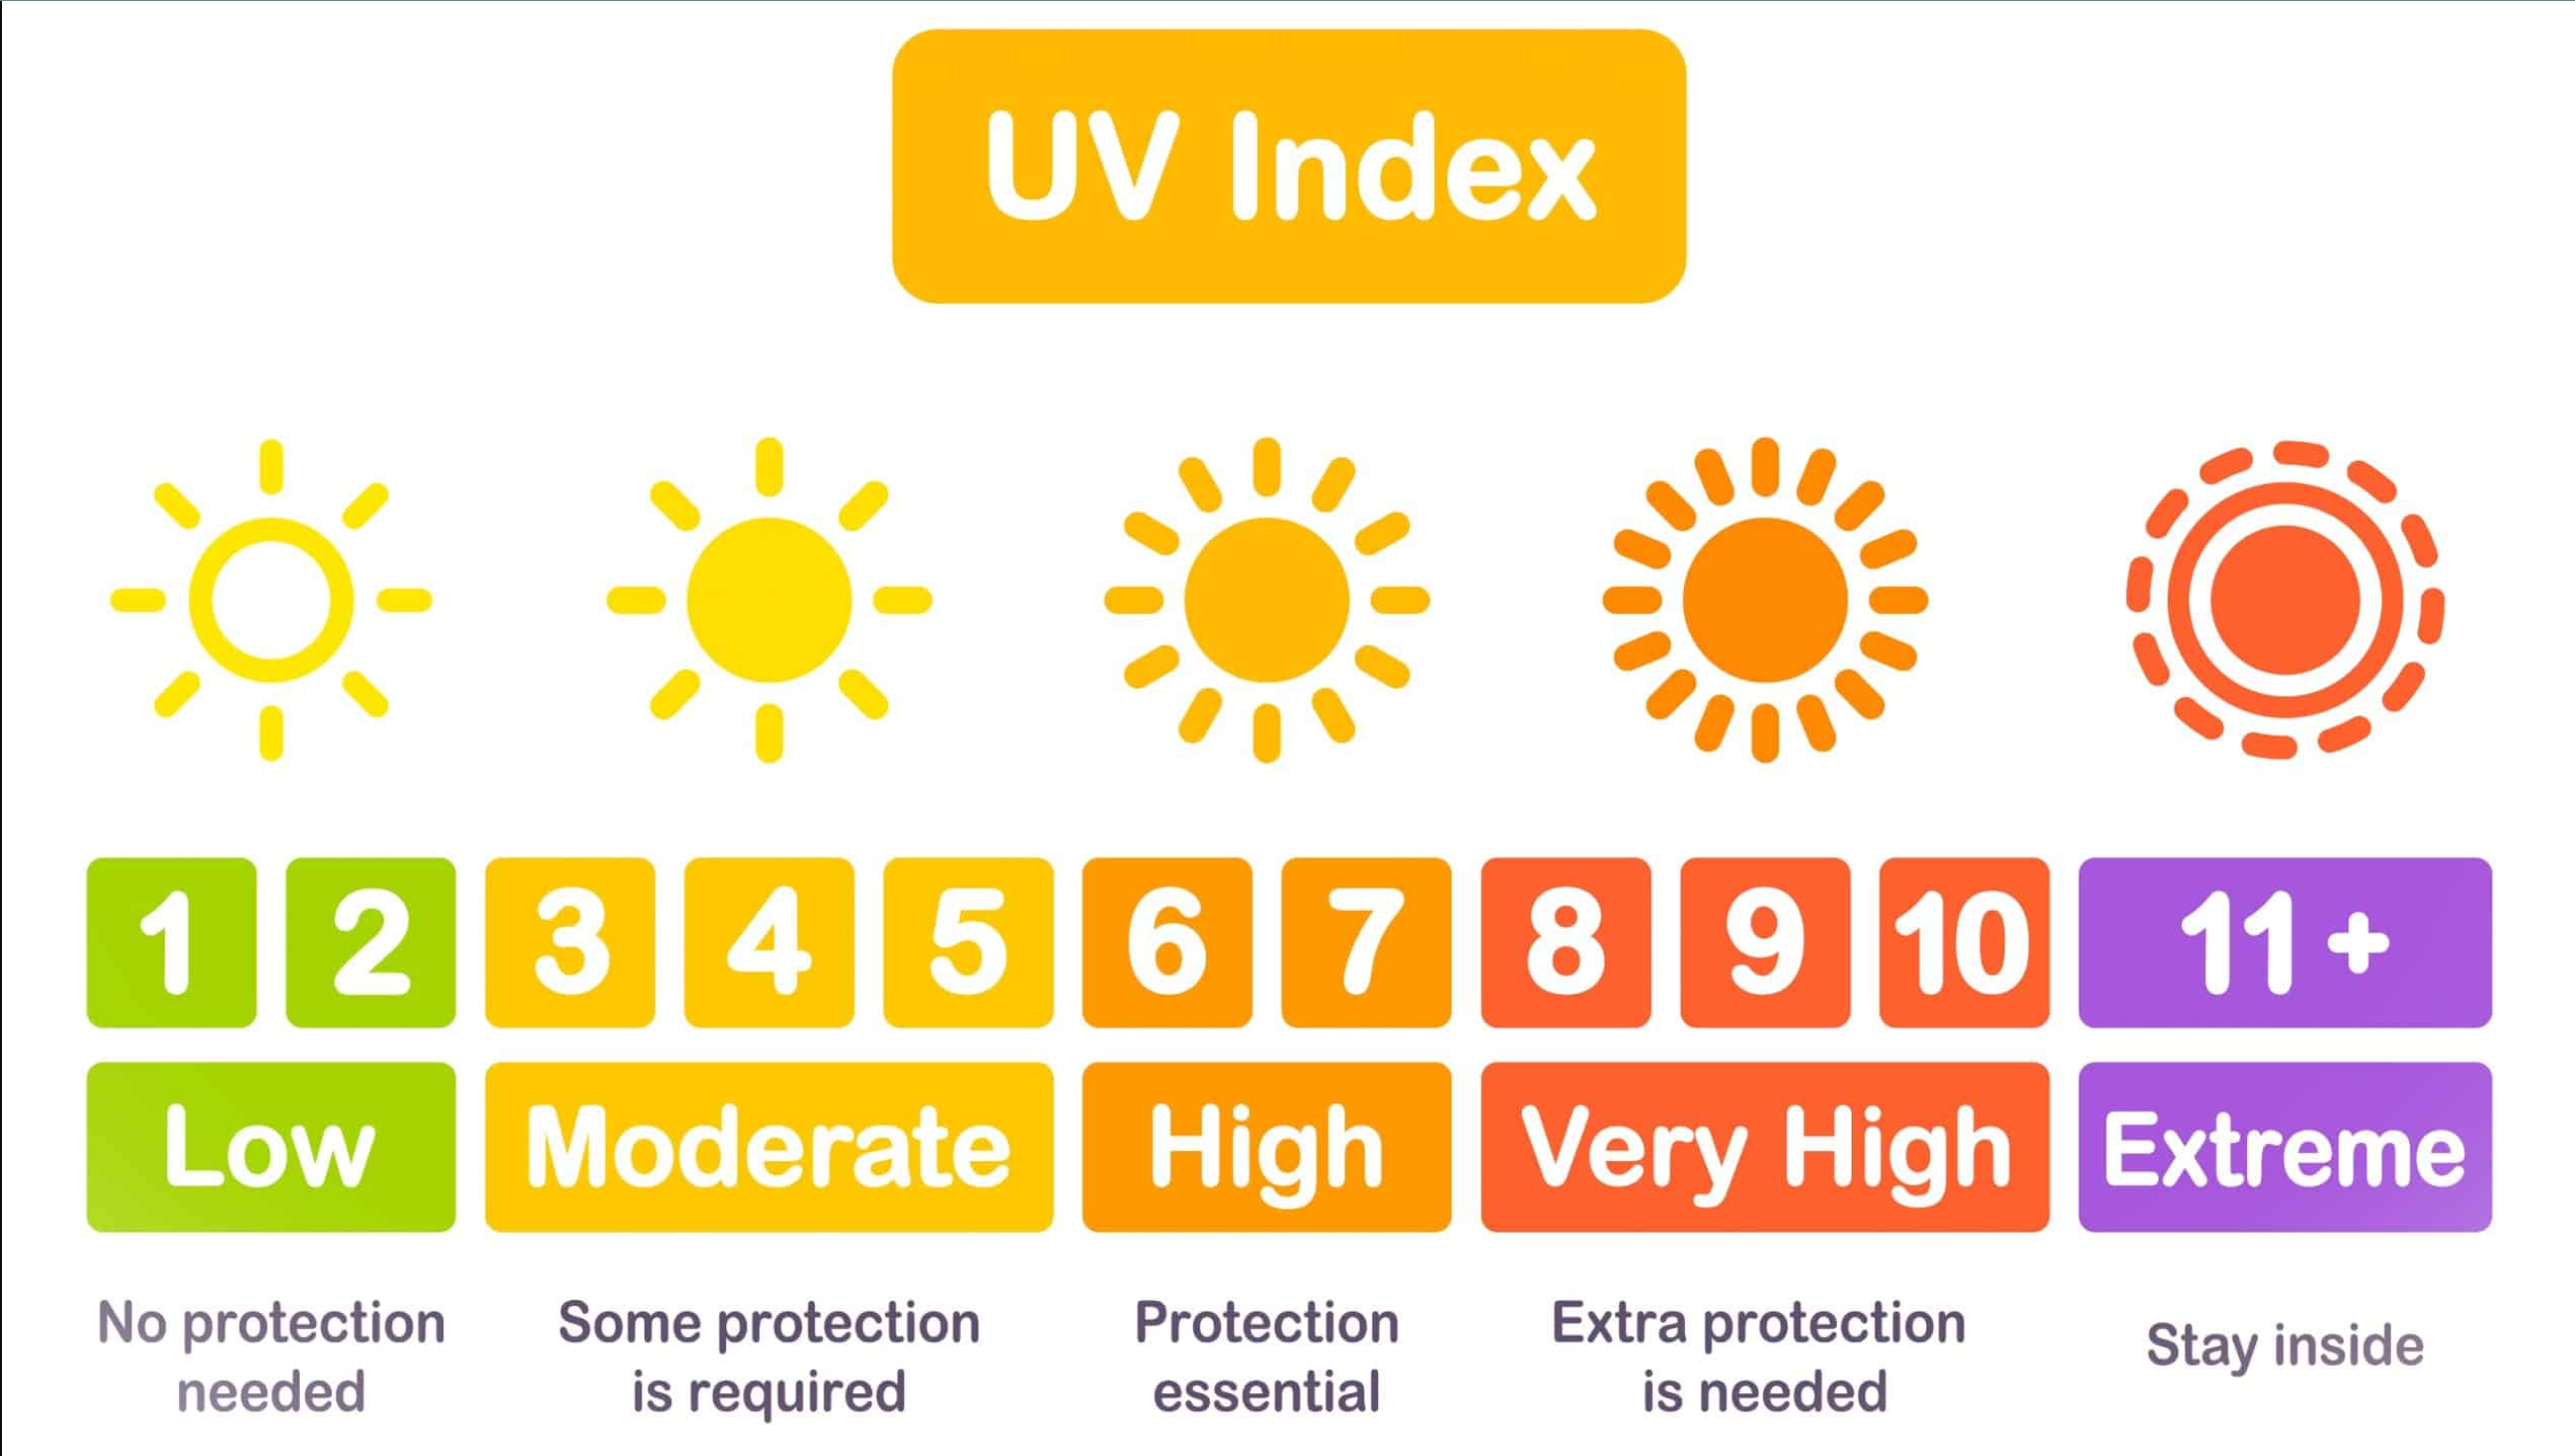 UV Index
1 2 3 4 5 6 7 8 9 10 11+
Low Moderate High Very High Extreme
No protection
needed
Some protection
is required
Protection
essential
Extra protection
is needed
Stay inside